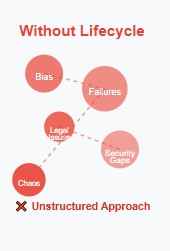 Without Lifecycle
Bias
Failures
Legal
Issues
Security
Gaps
Chaos
❌ Unstructured Approach